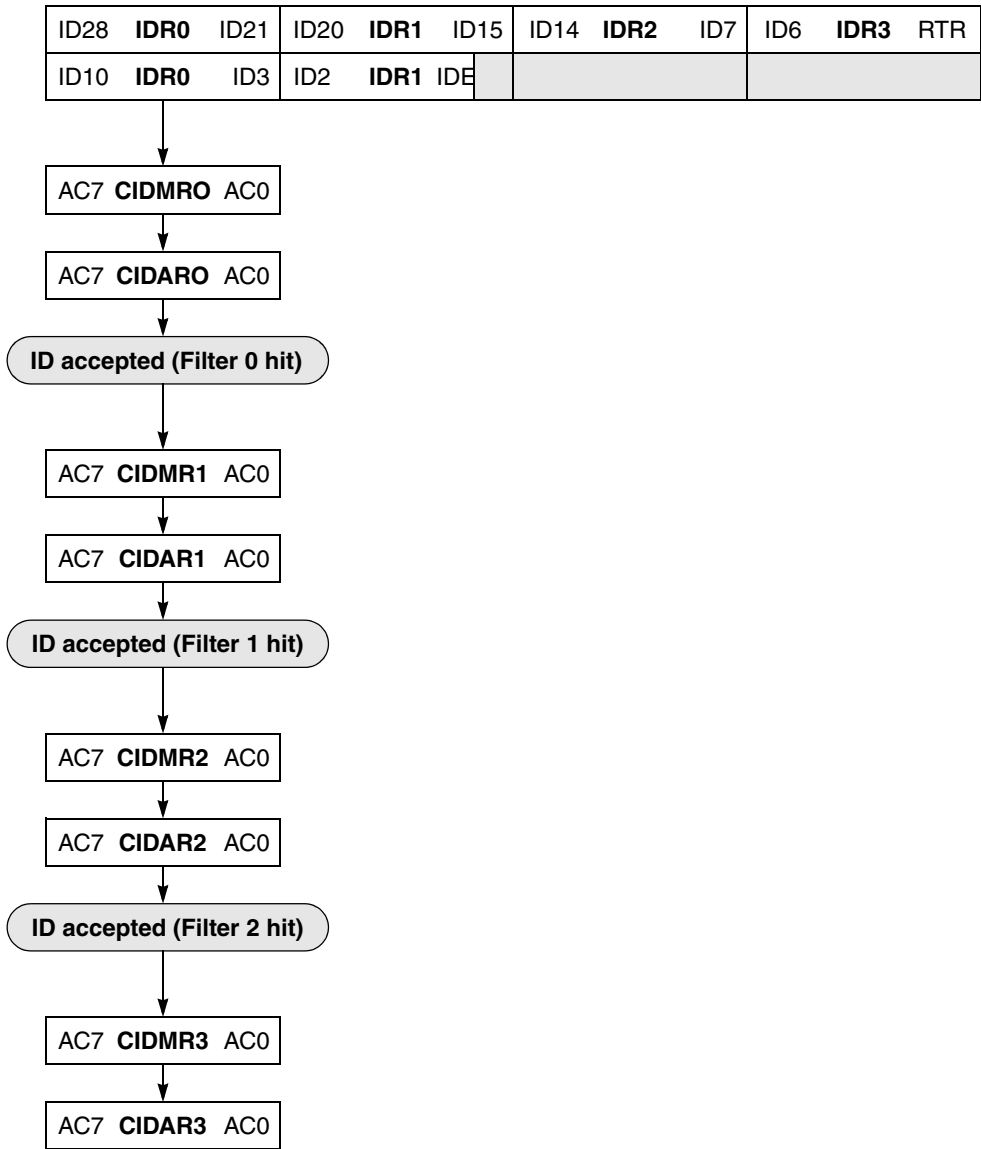 ID28 IDR0 ID21 ID20 IDR1 ID15 ID14 IDR2 ID7 ID6 IDR3 RTR
ID10 IDR0 ID3 ID2 IDR1 IDE
AC7 CIDMRO AC0
AC7 CIDARO AC0
ID accepted (Filter 0 hit)
AC7 CIDMR1 AC0
AC7 CIDAR1 AC0
ID accepted (Filter 1 hit)
AC7 CIDMR2 AC0
AC7 CIDAR2 AC0
ID accepted (Filter 2 hit)
AC7 CIDMR3 AC0
AC7 CIDAR3 AC0